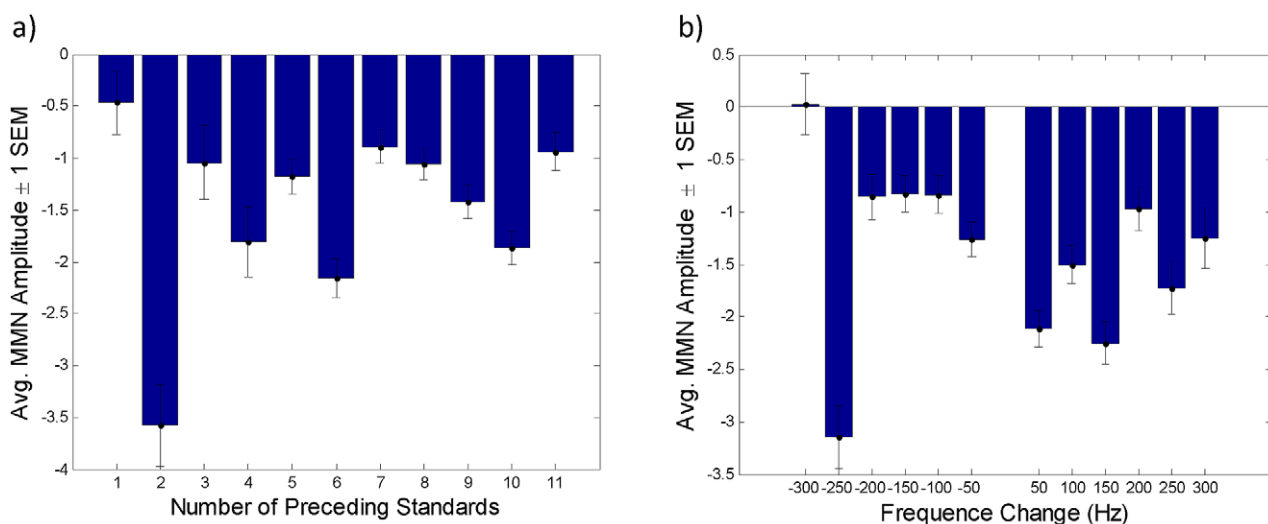 a)
Avg. MMN Amplitude ± 1 SEM
0
-0.5
-1
-1.5
-2
-2.5
-3
-3.5
-4
1 2 3 4 5 6 7 8 9 10 11
Number of Preceding Standards
b)
Avg. MMN Amplitude ± 1 SEM
0.5
0
-0.5
-1
-1.5
-2
-2.5
-3
-3.5
-300 -250 -200 -150 -100 -50 50 100 150 200 250 300
Frequence Change (Hz)